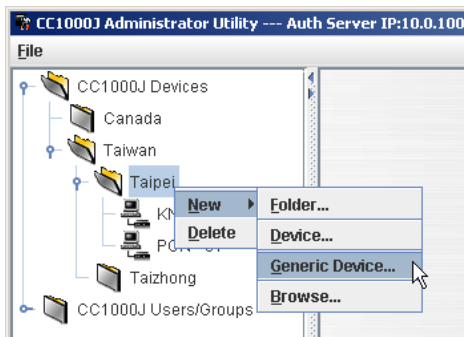 CC1000J Administrator Utility --- Auth Server IP:10.0.100
File
CC1000J Devices
Canada
Taiwan
Taipei
New
Folder...
Delete
Device...
Generic Device...
Taizhong
Browse...
CC1000J Users/Groups